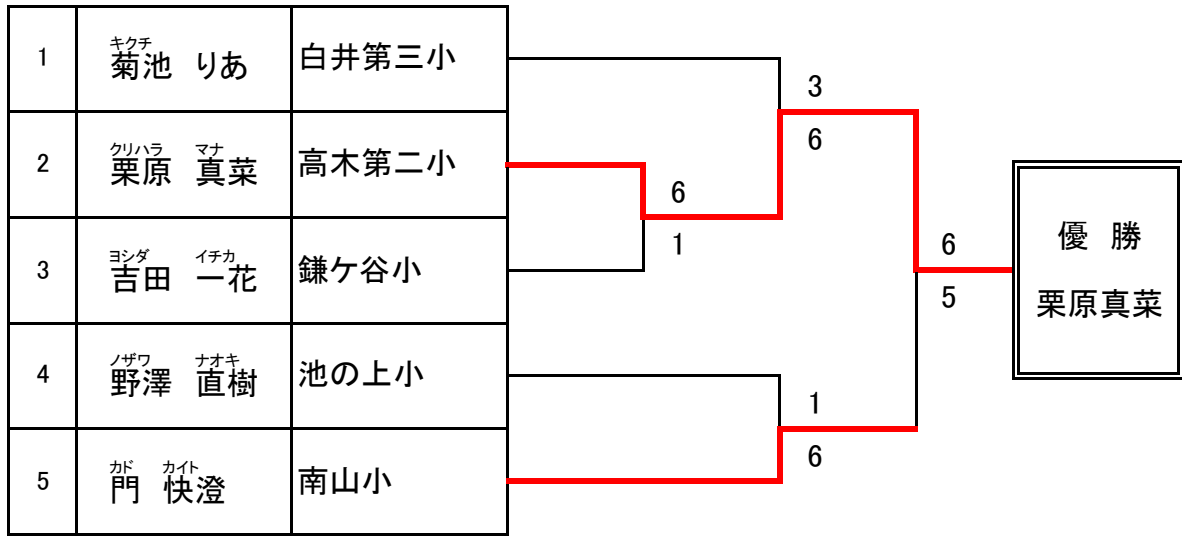 1 菊池 りあ 白井第三小
キクチ
2 栗原 真菜 高木第二小
クリハラ マナ
3 吉田 一花 鎌ケ谷小
ヨシダ イチカ
4 野澤 直樹 池の上小
ノザワ ナオキ
5 門 快澄 南山小
カド カイト
3
6
6
1
1
6
6
5
優 勝
栗原真菜